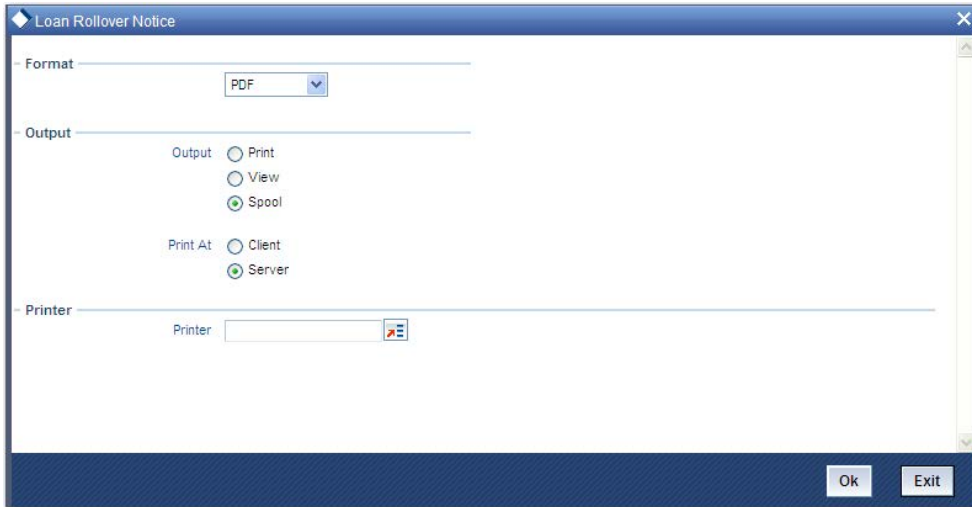 Loan Rollover Notice
Format
PDF
Output
Output Print
View
Spool
Print At Client
Server
Printer
Printer
Ok Exit